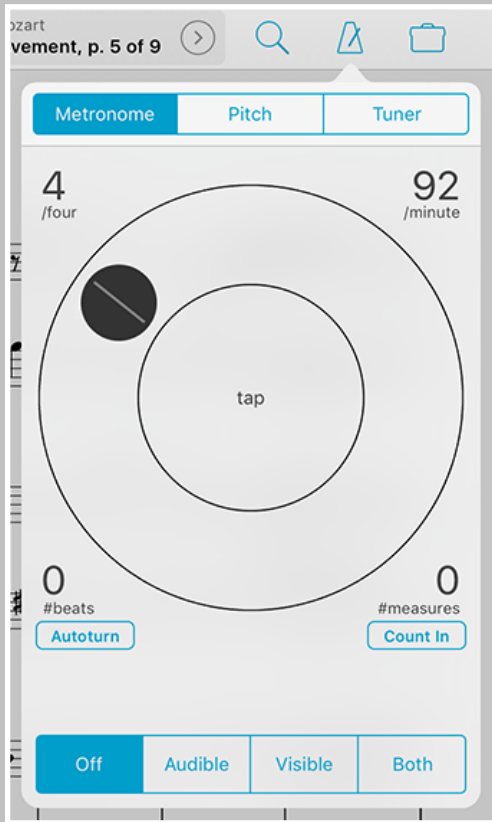 ozart
vement, p. 5 of 9
Metronome Pitch Tuner
4 92
/four /minute
tap
0 0
#beats #measures
Autoturn Count In
Off Audible Visible Both